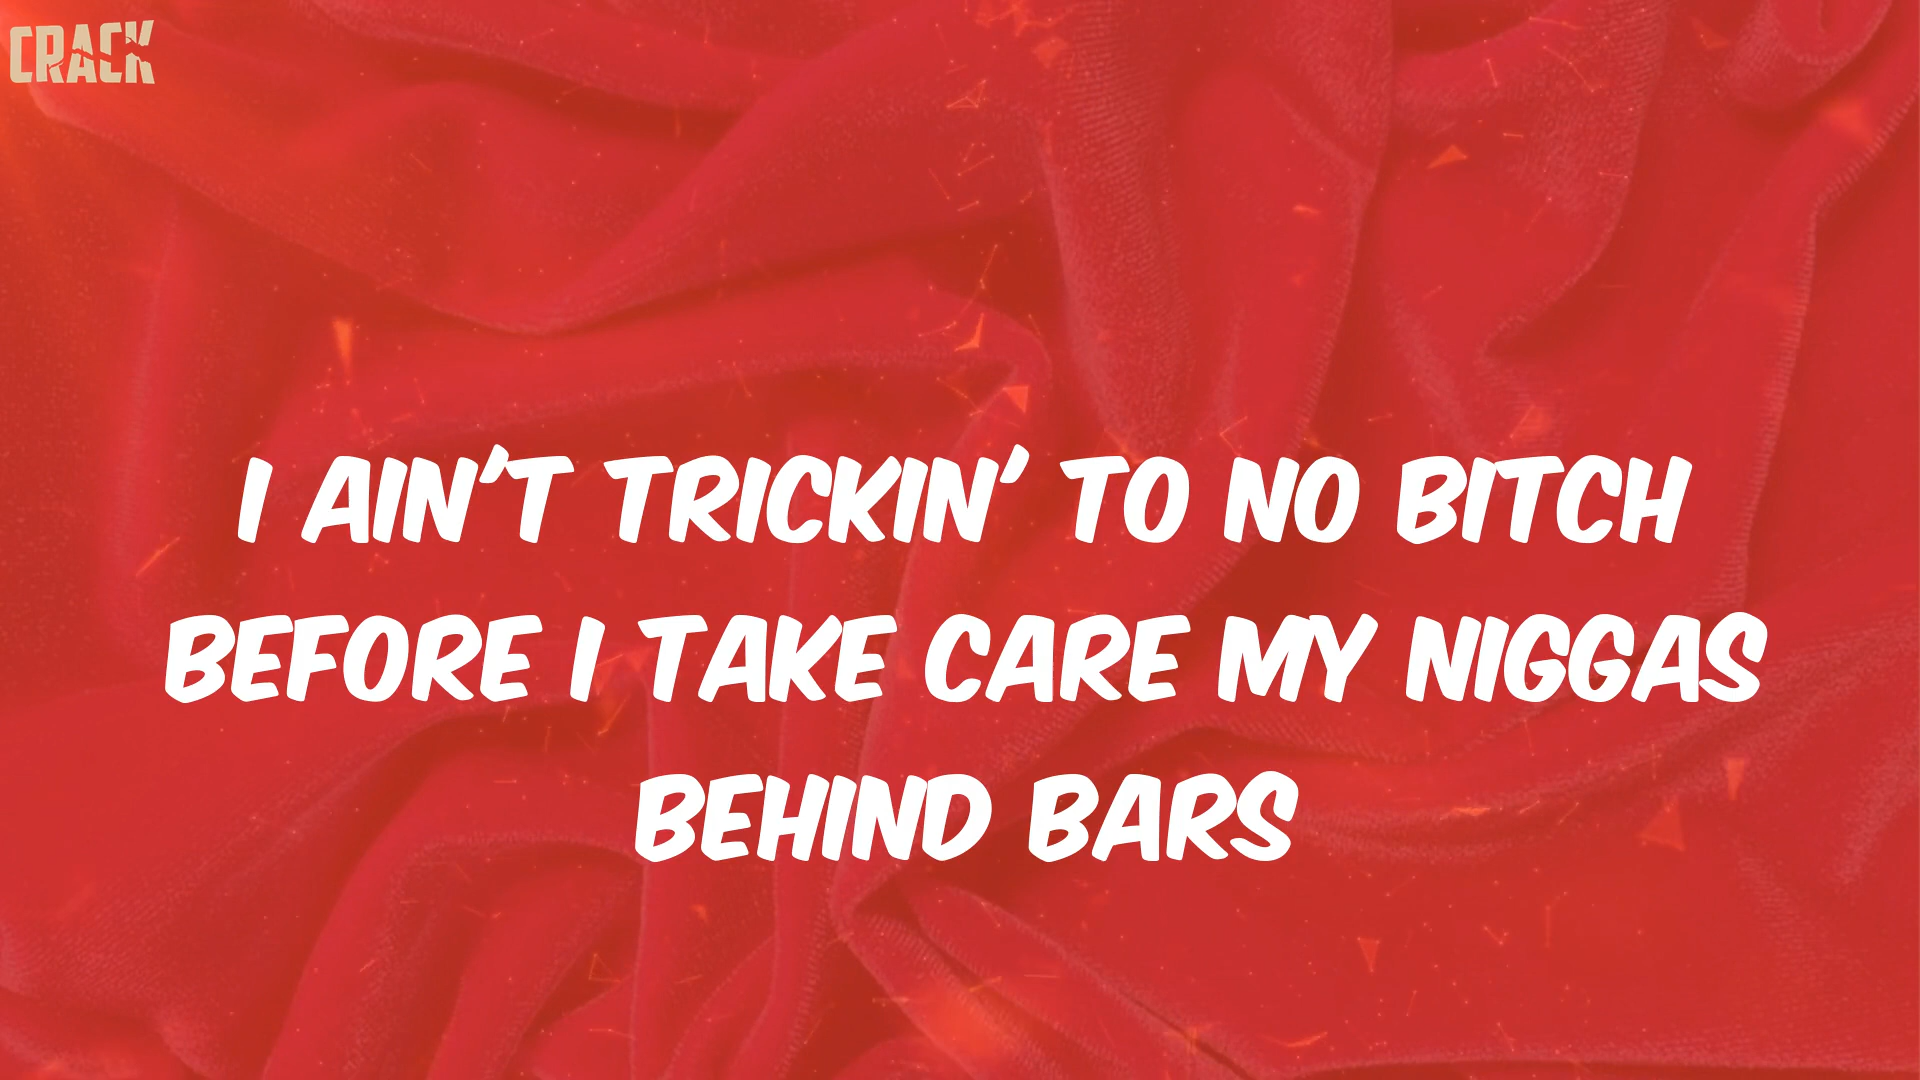 CRACK
I AIN'T TRICKIN' TO NO BITCH
BEFORE I TAKE CARE MY NIGGAS
BEHIND BARS